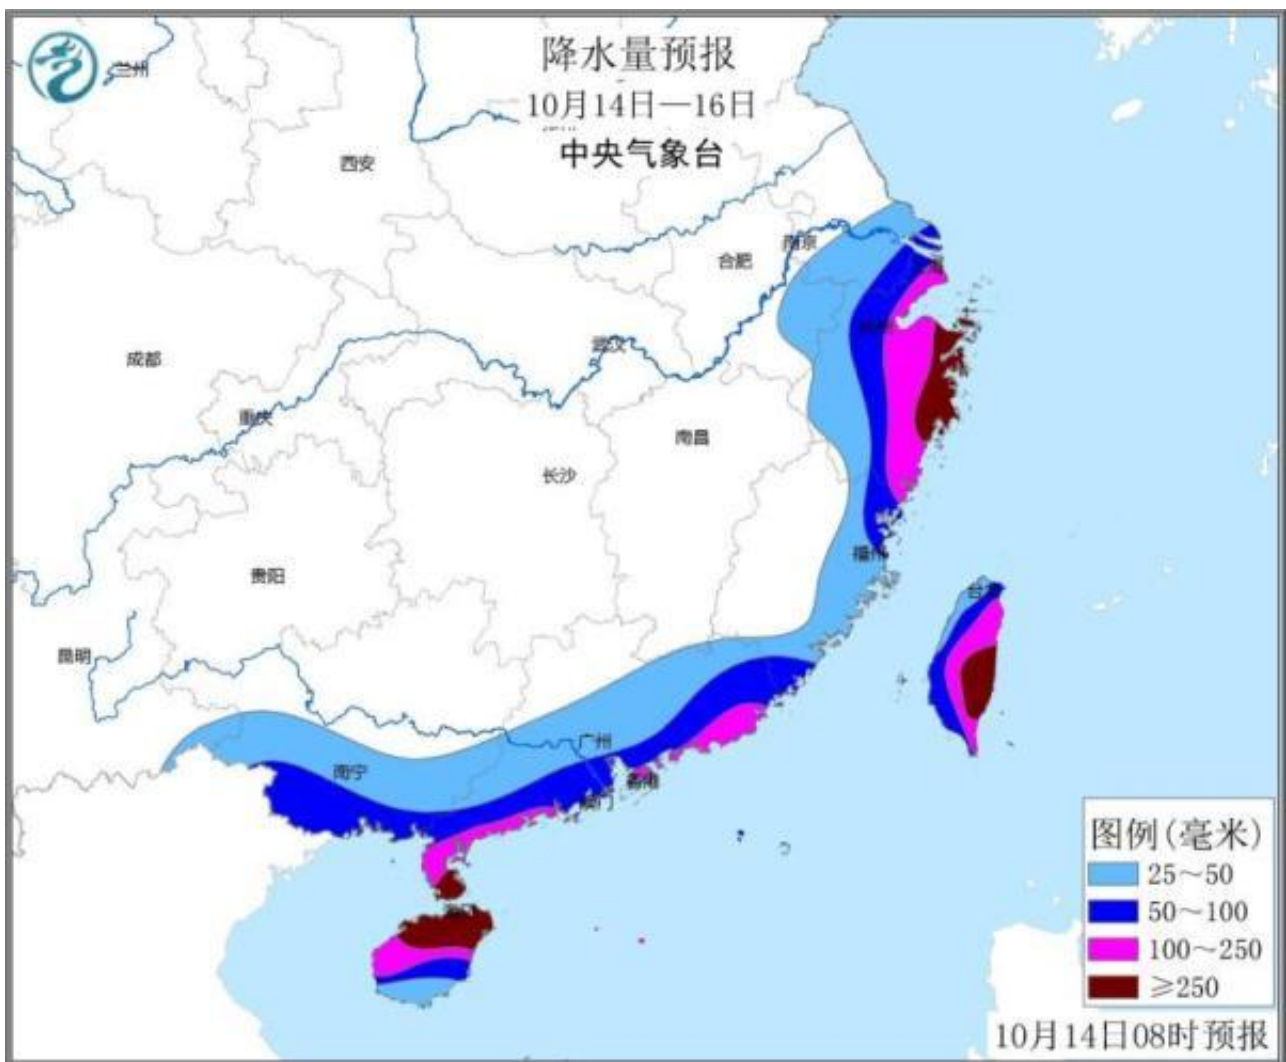 降水量预报
10月14日—16日
中央气象台
兰州
西安
南京
合肥
成都
武汉
重庆
南昌
长沙
福州
贵阳
昆明
广州
南宁
香港
澳门
图例(毫米)
25～50
50～100
100～250
≥250
10月14日08时预报